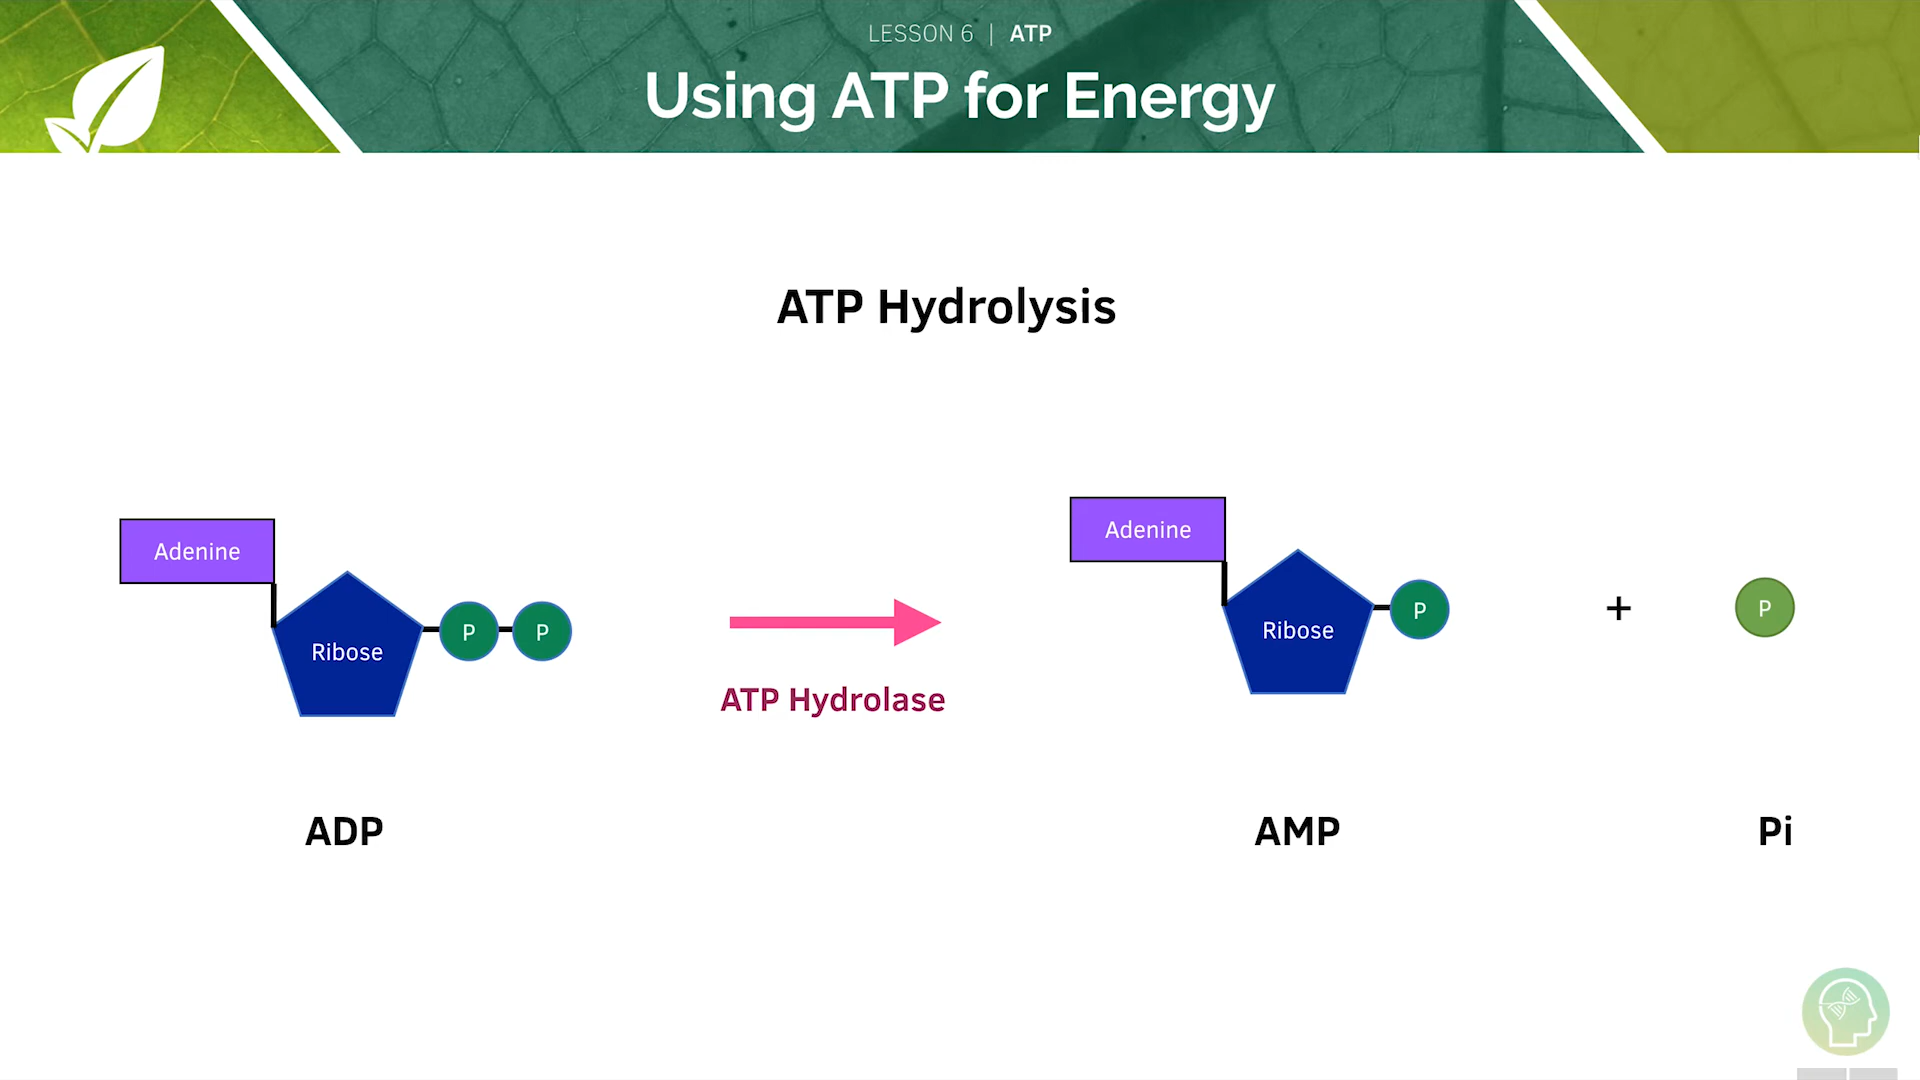 LESSON 6 | ATP
Using ATP for Energy
ATP Hydrolysis
Adenine
Ribose
P
P
ATP Hydrolase
Adenine
Ribose
P
+
P
ADP
AMP
Pi